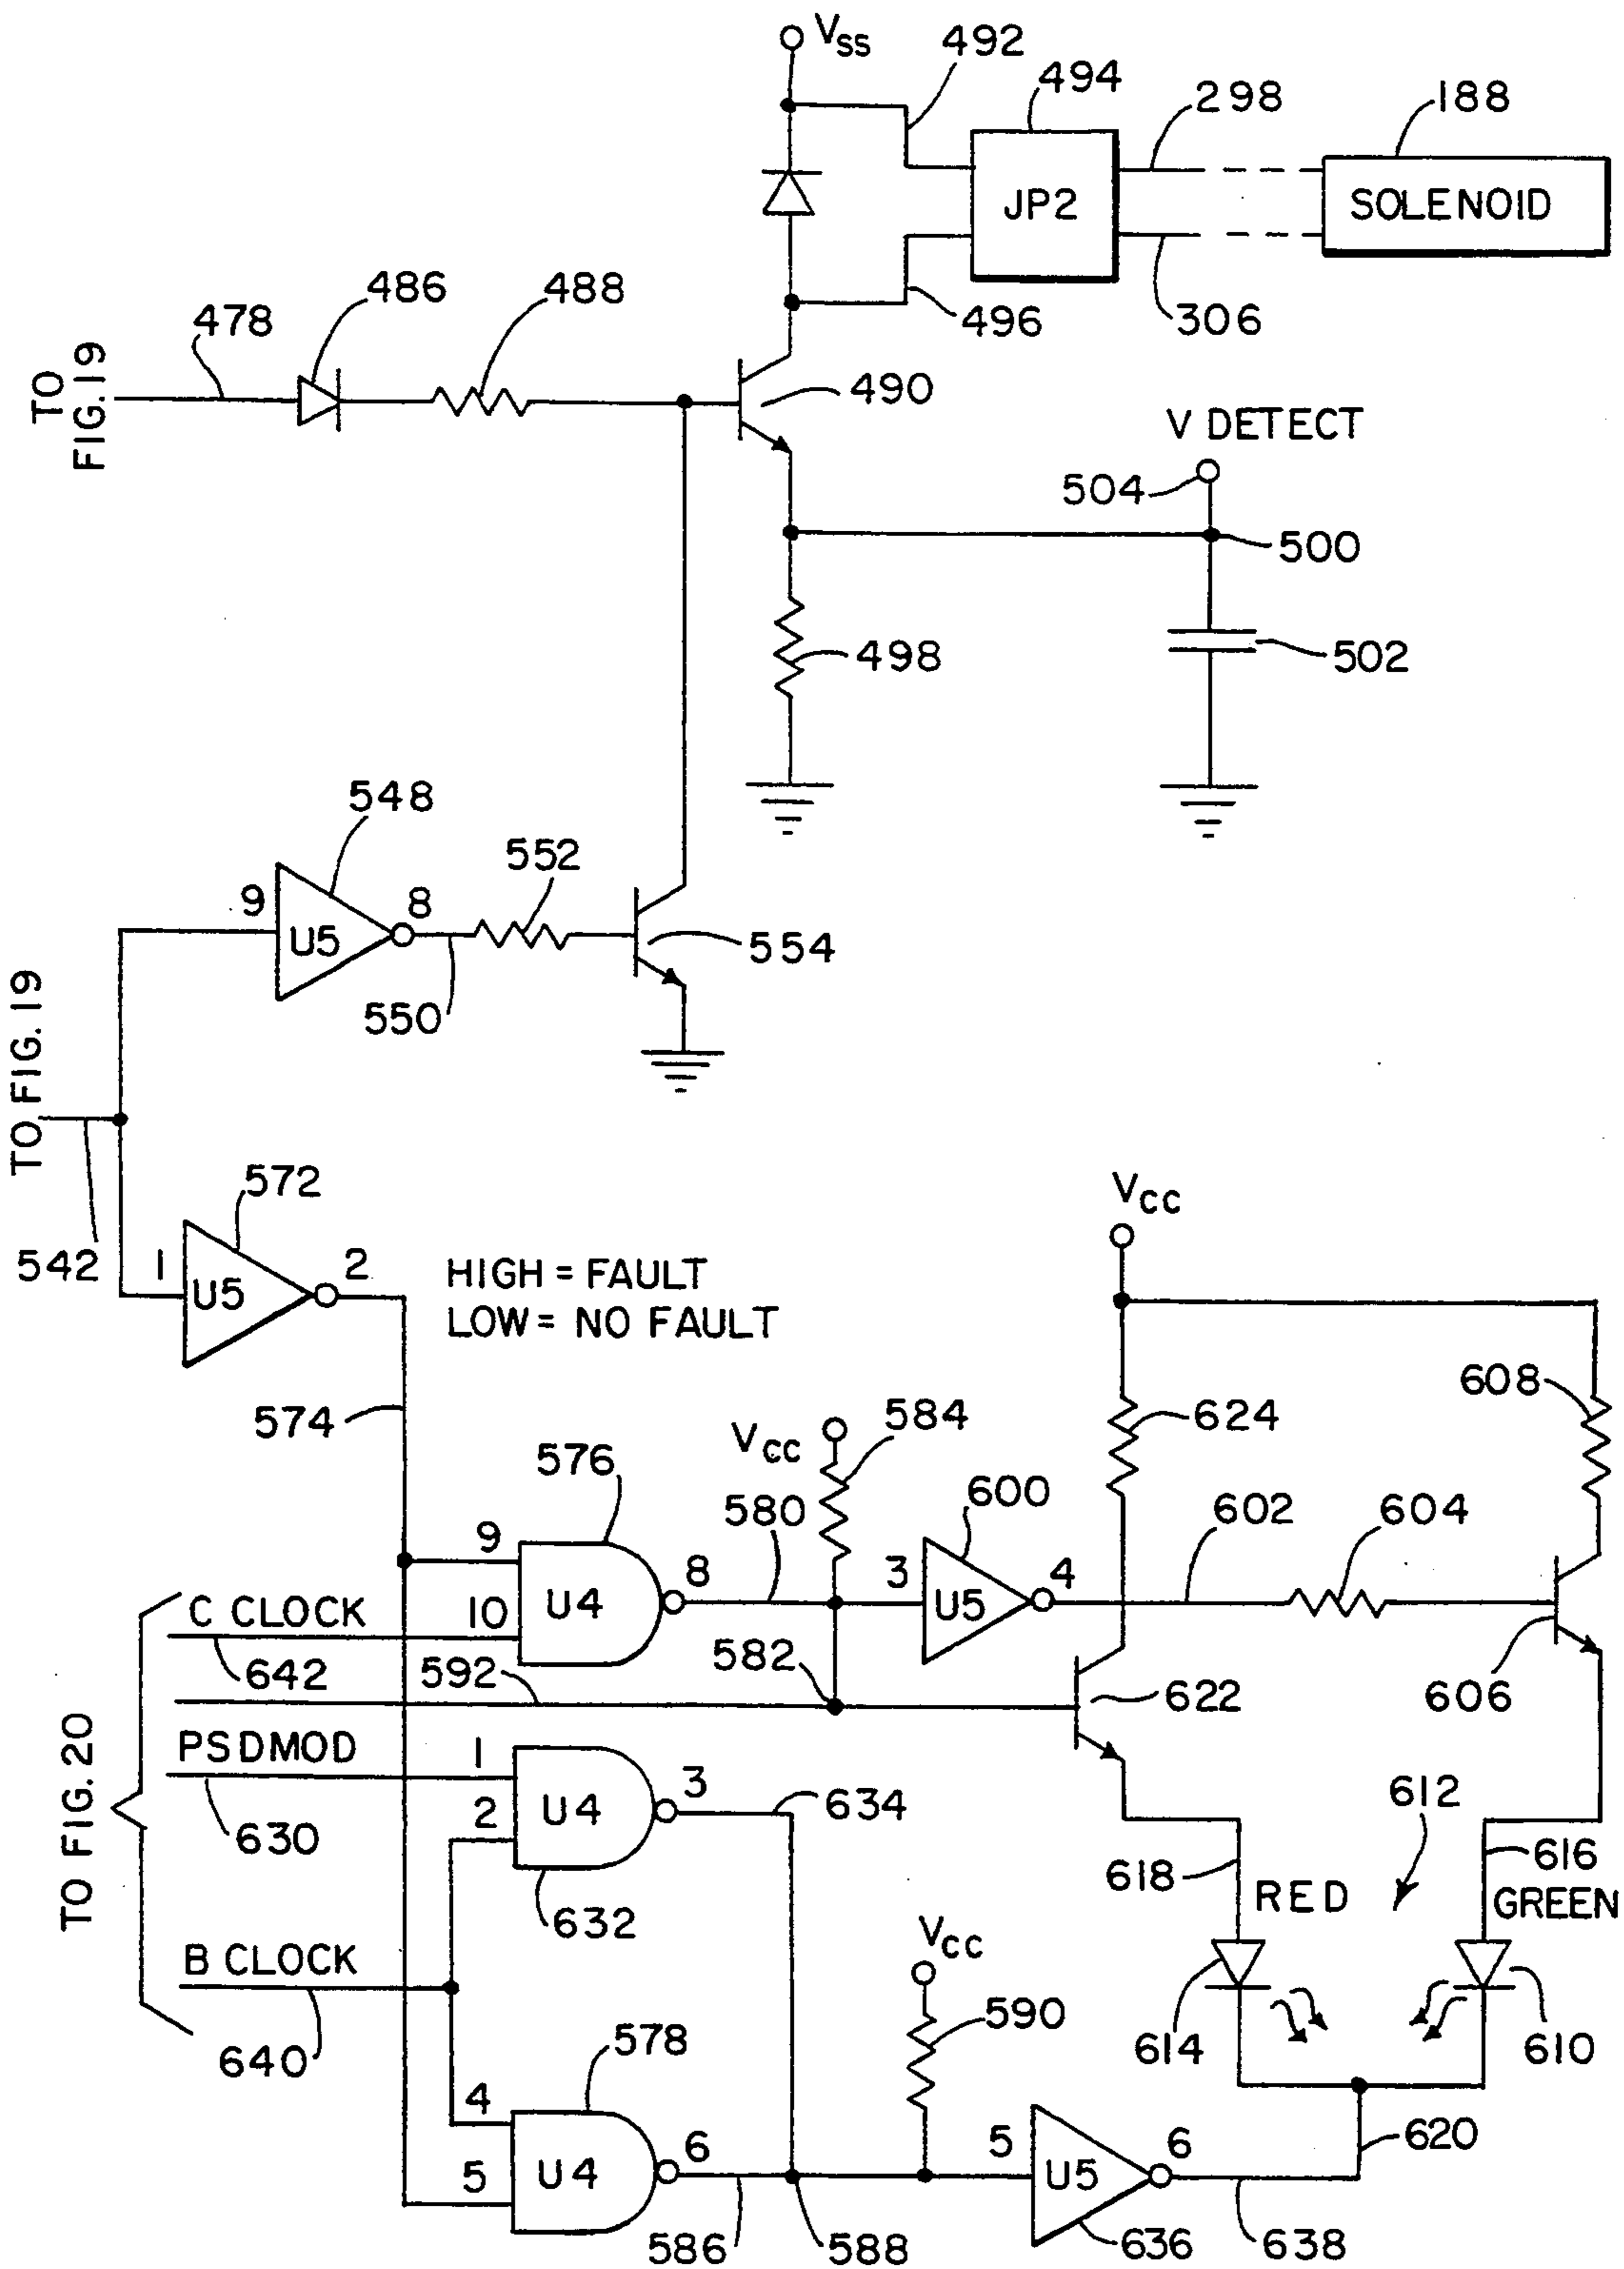 VSS
492
494
298
188
JP2
SOLENOID
486
488
478
496
306
TO
FIG. 19
490
V DETECT
504
500
498
502
548
552
9
U5
8
554
550
TO FIG. 19
572
542
1
U5
2
HIGH = FAULT
LOW = NO FAULT
VCC
574
608
584
624
VCC
576
580
600
602
604
9
8
3
4
C CLOCK
10
U4
U5
642
592
582
622
606
PSDMOD
1
3
634
612
U4
2
630
TO FIG. 20
618
616
RED
GREEN
632
VCC
B CLOCK
590
640
578
614
610
4
6
5
6
620
5
U4
U5
586
588
636
638